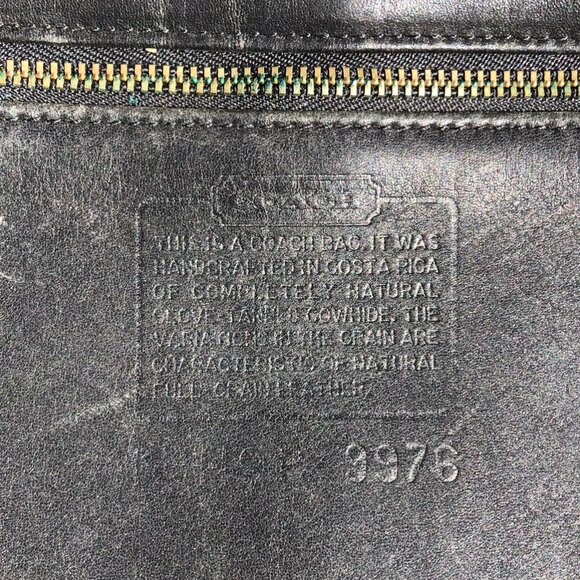 COACH
THIS IS A COACH BAG. IT WAS
HANDCRAFTED IN COSTA RICA
OF COMPLETELY NATURAL
GLOVE-TANNED COWHIDE. THE
VARIATIONS IN THE GRAIN ARE
CHARACTERISTIC OF NATURAL
FULL-GRAIN LEATHER.
9976